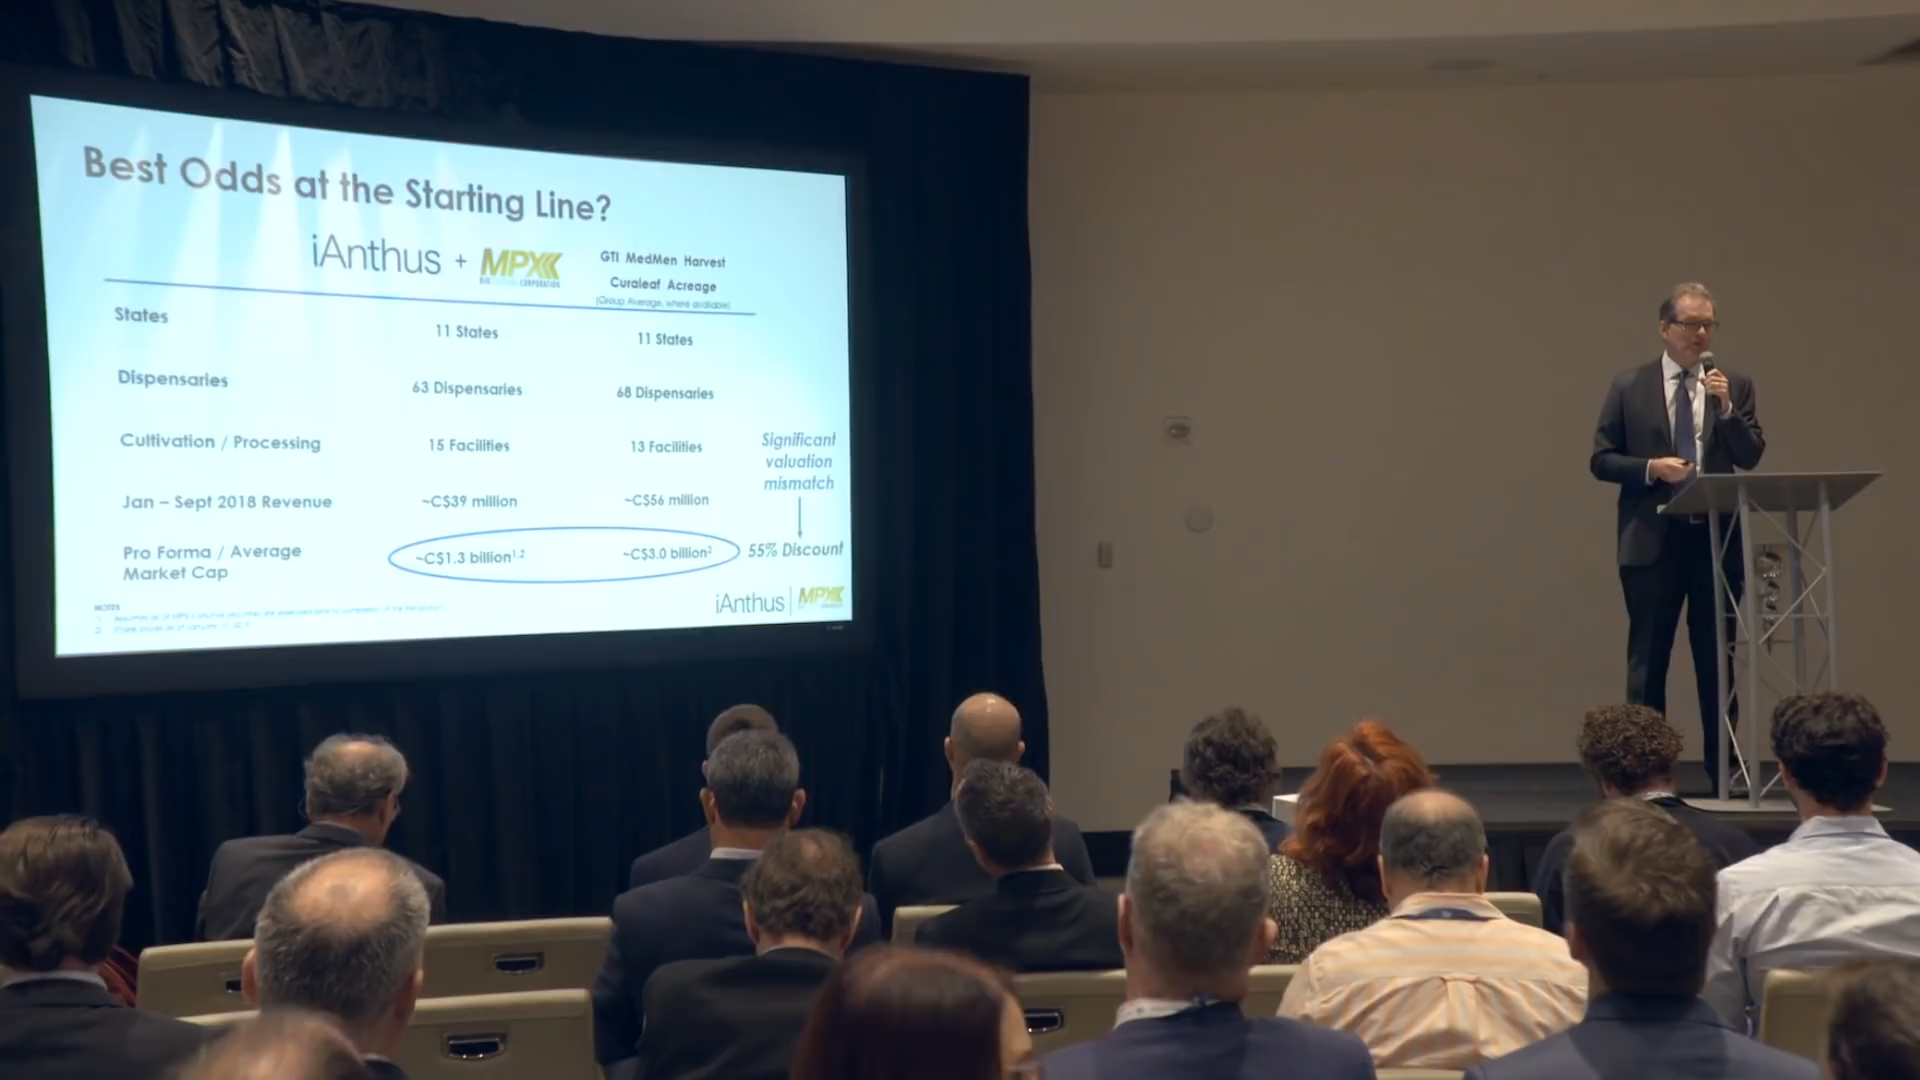 Best Odds at the Starting Line?
iAnthus + MPX
CORPORATION
GTI MedMen Harvest
Curaleaf Acreage
(Group Average, where available)
States 11 States 11 States
Dispensaries 63 Dispensaries 68 Dispensaries
Cultivation / Processing 15 Facilities 13 Facilities
Jan – Sept 2018 Revenue ~C$39 million ~C$56 million
Pro Forma / Average
Market Cap
~C$1.3 billion1,2 ~C$3.0 billion2
Significant
valuation
mismatch
55% Discount
NOTES
iAnthus | MPX